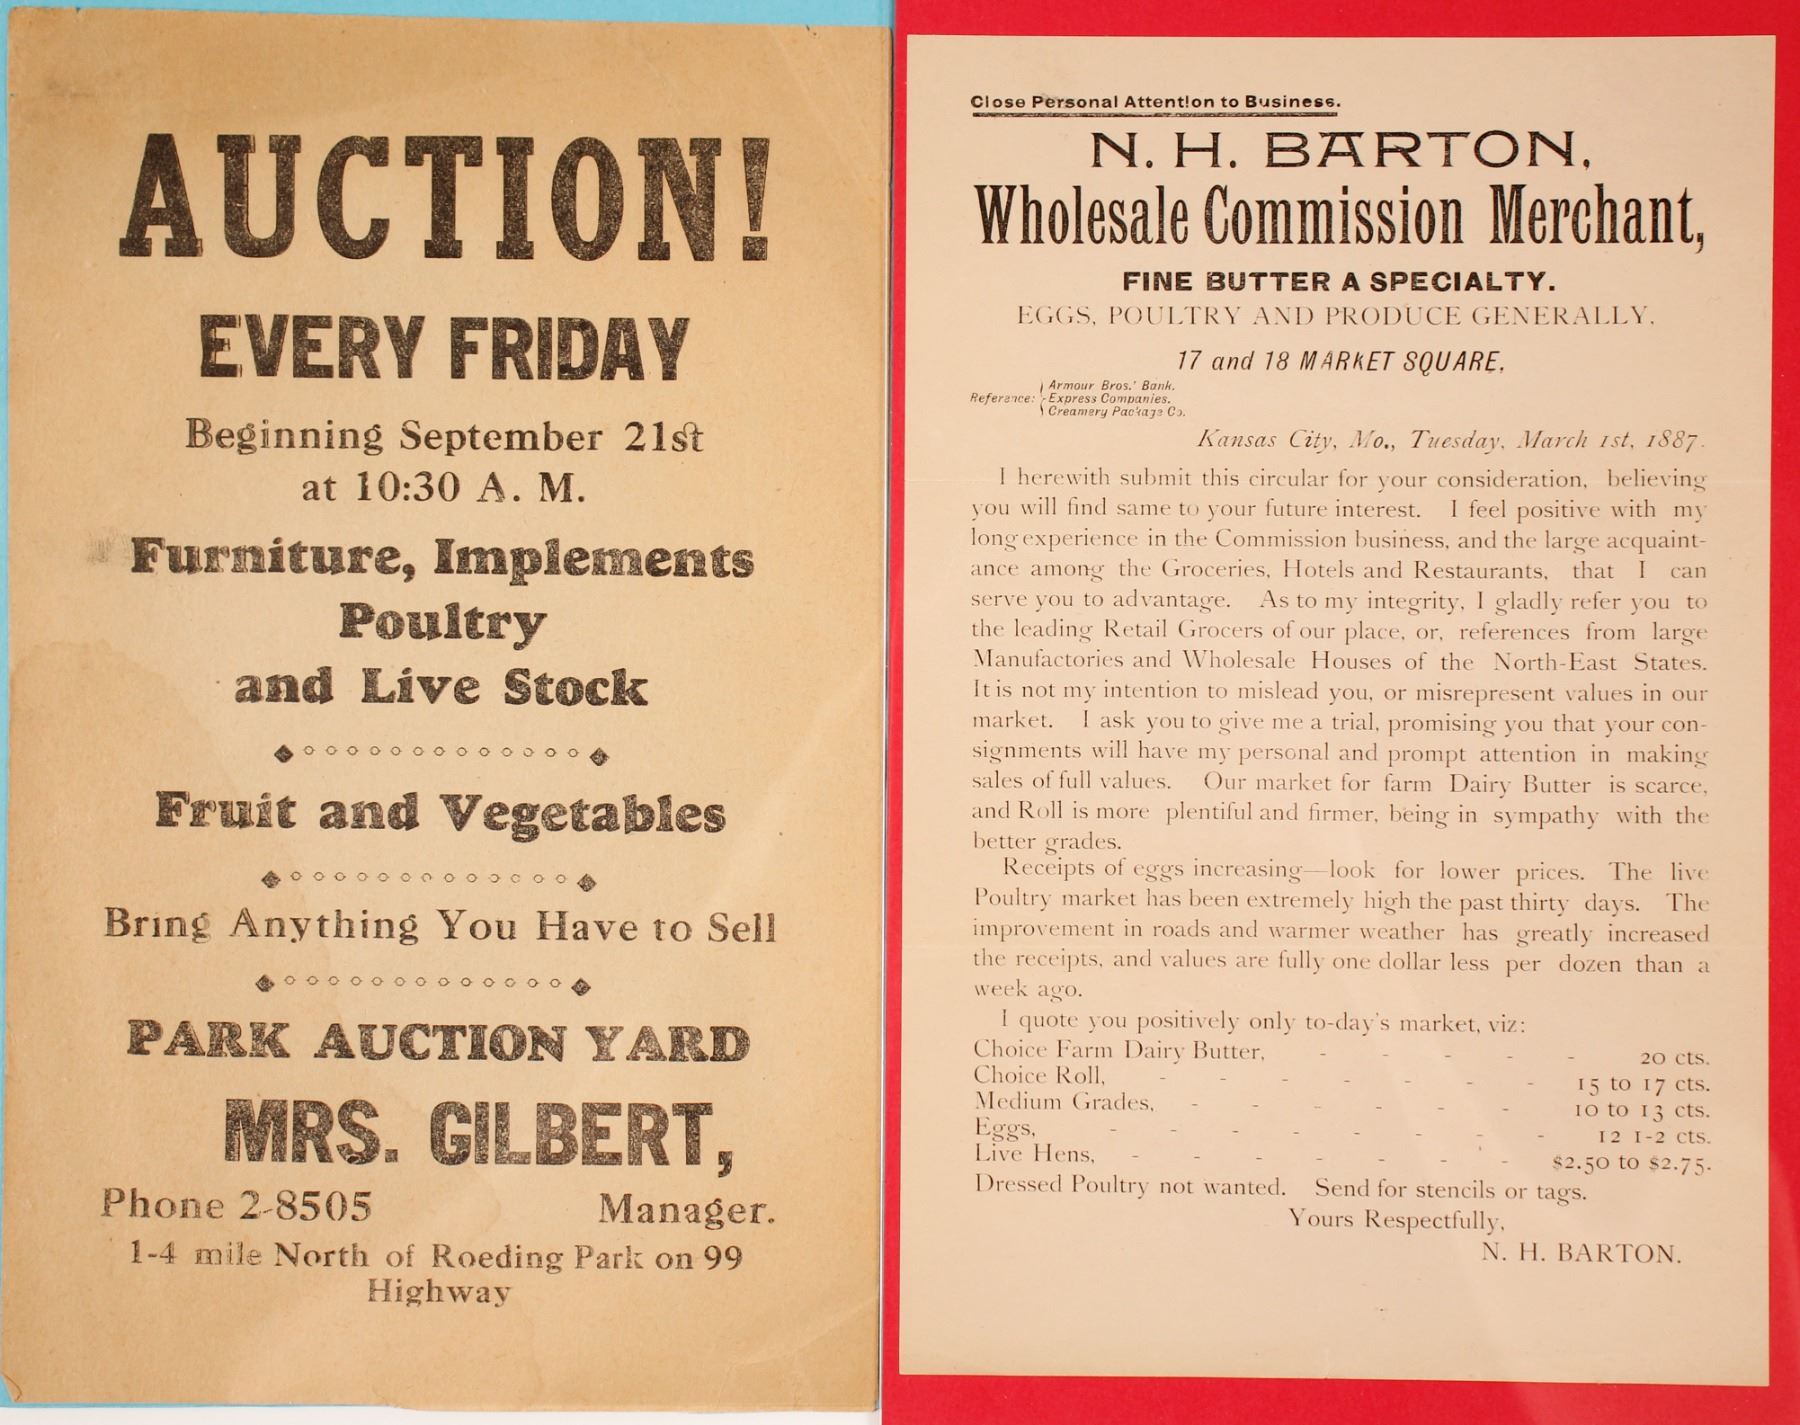 AUCTION!
EVERY FRIDAY
Beginning September 21st
at 10:30 A. M.
Furniture, Implements
Poultry
and Live Stock
Fruit and Vegetables
Bring Anything You Have to Sell
PARK AUCTION YARD
MRS. GILBERT,
Phone 2-8505 Manager.
1-4 mile North of Roeding Park on 99
Highway
Close Personal Attention to Business.
N. H. BARTON,
Wholesale Commission Merchant,
FINE BUTTER A SPECIALTY.
EGGS, POULTRY AND PRODUCE GENERALLY,
17 and 18 MARKET SQUARE,
Armour Bros.' Bank.
Reference: Express Companies.
Creamery Package Co.
Kansas City, Mo., Tuesday, March 1st, 1887.
I herewith submit this circular for your consideration, believing
you will find same to your future interest. I feel positive with my
long experience in the Commission business, and the large acquaint-
ance among the Groceries, Hotels and Restaurants, that I can
serve you to advantage. As to my integrity, I gladly refer you to
the leading Retail Grocers of our place, or, references from large
Manufactories and Wholesale Houses of the North-East States.
It is not my intention to mislead you, or misrepresent values in our
market. I ask you to give me a trial, promising you that your con-
signments will have my personal and prompt attention in making
sales of full values. Our market for farm Dairy Butter is scarce,
and Roll is more plentiful and firmer, being in sympathy with the
better grades.
Receipts of eggs increasing—look for lower prices. The live
Poultry market has been extremely high the past thirty days. The
improvement in roads and warmer weather has greatly increased
the receipts, and values are fully one dollar less per dozen than a
week ago.
I quote you positively only to-day's market, viz:
Choice Farm Dairy Butter, - - - - - 20 cts.
Choice Roll, - - - - - - - 15 to 17 cts.
Medium Grades, - - - - - - 10 to 13 cts.
Eggs, - - - - - - - - 12 1-2 cts.
Live Hens, - - - - - - - $2.50 to $2.75.
Dressed Poultry not wanted. Send for stencils or tags.
Yours Respectfully,
N. H. BARTON.